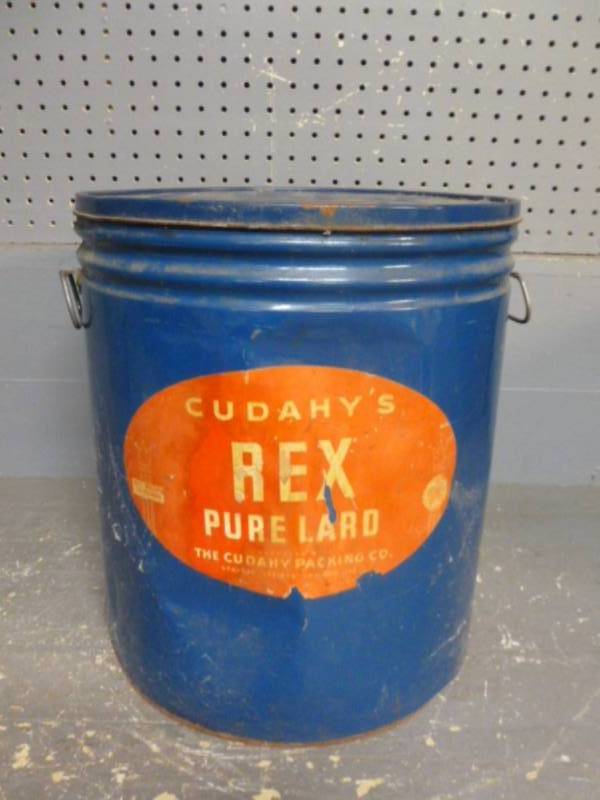 CUDAHY'S
REX
PURE LARD
THE CUDAHY PACKING CO.